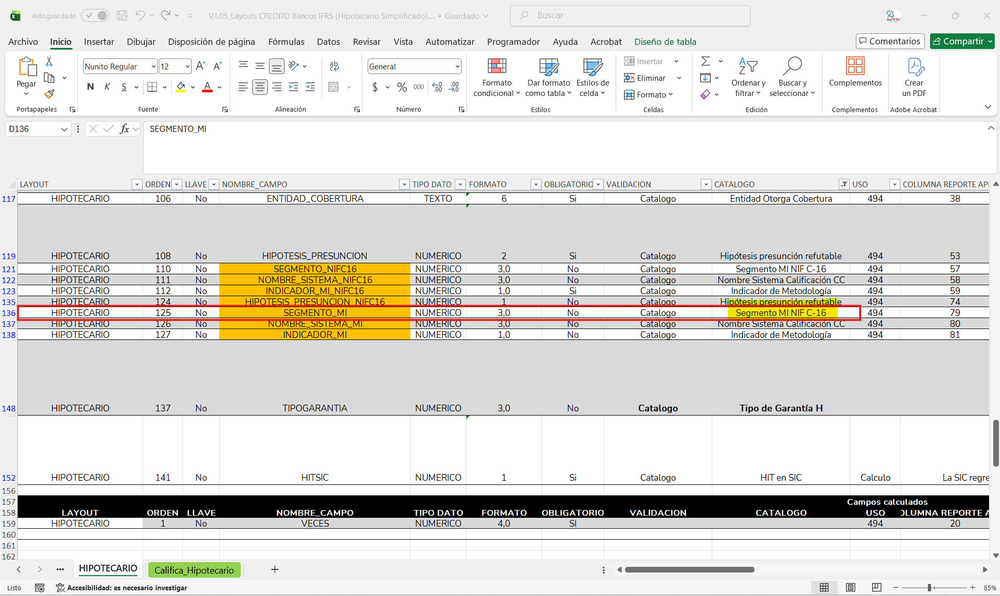 Autoguardado V1.05_Layouts CREDITO Bancos IFRS (Hipotecario Simplificado).... • Guardado Buscar
Archivo Inicio Insertar Dibujar Disposición de página Fórmulas Datos Revisar Vista Automatizar Programador Ayuda Acrobat Diseño de tabla Comentarios Compartir
Pegar Nunito Regular 12 General Formato condicional Dar formato como tabla Estilos de celda Insertar Eliminar Formato Ordenar y filtrar Buscar y seleccionar Complementos Crear un PDF
N K S $ % 000
Portapapeles Fuente Alineación Número Estilos Celdas Edición Complementos Adobe Acrobat
D136 fx SEGMENTO_MI
LAYOUT ORDEN LLAVE NOMBRE_CAMPO TIPO DATO FORMATO OBLIGATORIO VALIDACION CATALOGO USO COLUMNA REPORTE API
117 HIPOTECARIO 106 No ENTIDAD_COBERTURA TEXTO 6 Si Catalogo Entidad Otorga Cobertura 494 38
119 HIPOTECARIO 108 No HIPOTESIS_PRESUNCION NUMERICO 2 Si Catalogo Hipótesis presunción refutable 494 53
121 HIPOTECARIO 110 No SEGMENTO_NIFC16 NUMERICO 3,0 No Catalogo Segmento MI NIF C-16 494 57
122 HIPOTECARIO 111 No NOMBRE_SISTEMA_NIFC16 NUMERICO 3,0 No Catalogo Nombre Sistema Calificación CC 494 58
123 HIPOTECARIO 112 No INDICADOR_MI_NIFC16 NUMERICO 1,0 Si Catalogo Indicador de Metodología 494 59
135 HIPOTECARIO 124 No HIPOTESIS_PRESUNCION_NIFC16 NUMERICO 1 No Catalogo Hipótesis presunción refutable 494 74
136 HIPOTECARIO 125 No SEGMENTO_MI NUMERICO 3,0 No Catalogo Segmento MI NIF C-16 494 79
137 HIPOTECARIO 126 No NOMBRE_SISTEMA_MI NUMERICO 3,0 No Catalogo Nombre Sistema Calificación CC 494 80
138 HIPOTECARIO 127 No INDICADOR_MI NUMERICO 1,0 No Catalogo Indicador de Metodología 494 81
148 HIPOTECARIO 137 No TIPOGARANTIA NUMERICO 3,0 No Catalogo Tipo de Garantía H
152 HIPOTECARIO 141 No HITSIC NUMERICO 1 Si Catalogo HIT en SIC Calculo La SIC regre
156
157 Campos calculados
158 LAYOUT ORDEN LLAVE NOMBRE_CAMPO TIPO DATO FORMATO OBLIGATORIO VALIDACION CATALOGO USO OLUMNA REPORTE A
159 HIPOTECARIO 1 No VECES NUMERICO 4,0 SI 494 20
160
161
162
HIPOTECARIO Califica_Hipotecario
Listo Accesibilidad: es necesario investigar 85%